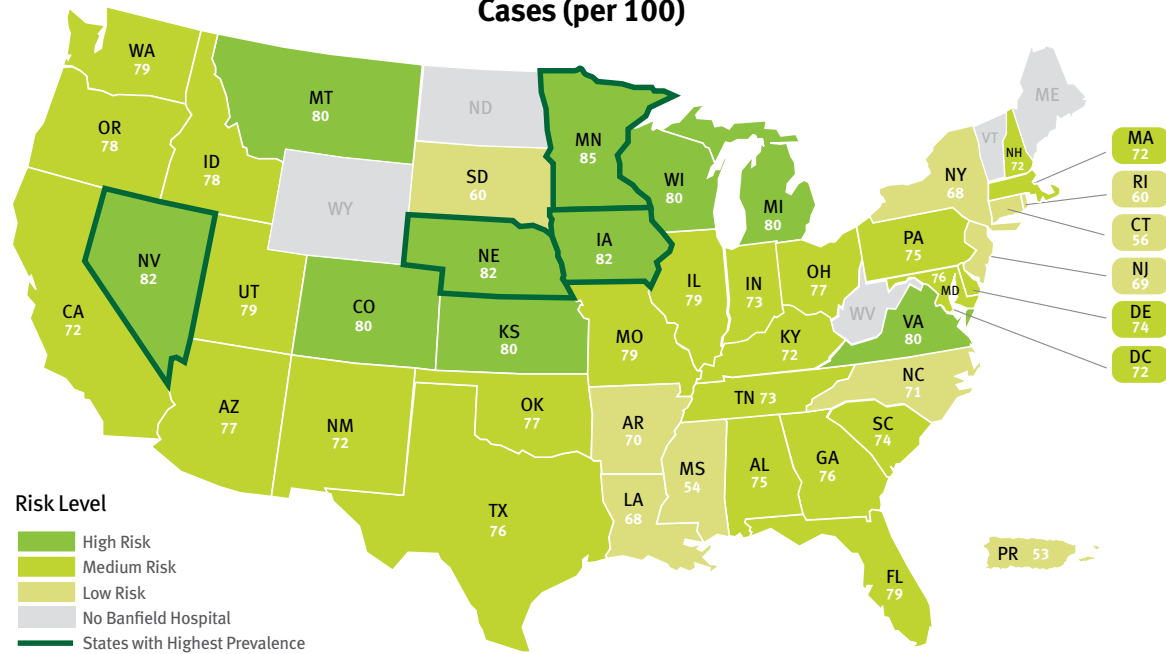 Cases (per 100)
WA
79
MT
80
ND
MN
85
ME
VT
NH
72
MA
72
OR
78
ID
78
SD
60
WI
80
MI
80
NY
68
RI
60
WY
CT
56
NV
82
NE
82
IA
82
PA
75
NJ
69
CA
72
UT
79
CO
80
IL
79
IN
73
OH
77
76
MD
DE
74
WV
VA
80
KS
80
MO
79
KY
72
DC
72
AZ
77
NM
72
OK
77
AR
70
TN 73
NC
71
SC
74
MS
54
AL
75
GA
76
TX
76
LA
68
FL
79
PR 53
Risk Level
High Risk
Medium Risk
Low Risk
No Banfield Hospital
States with Highest Prevalence